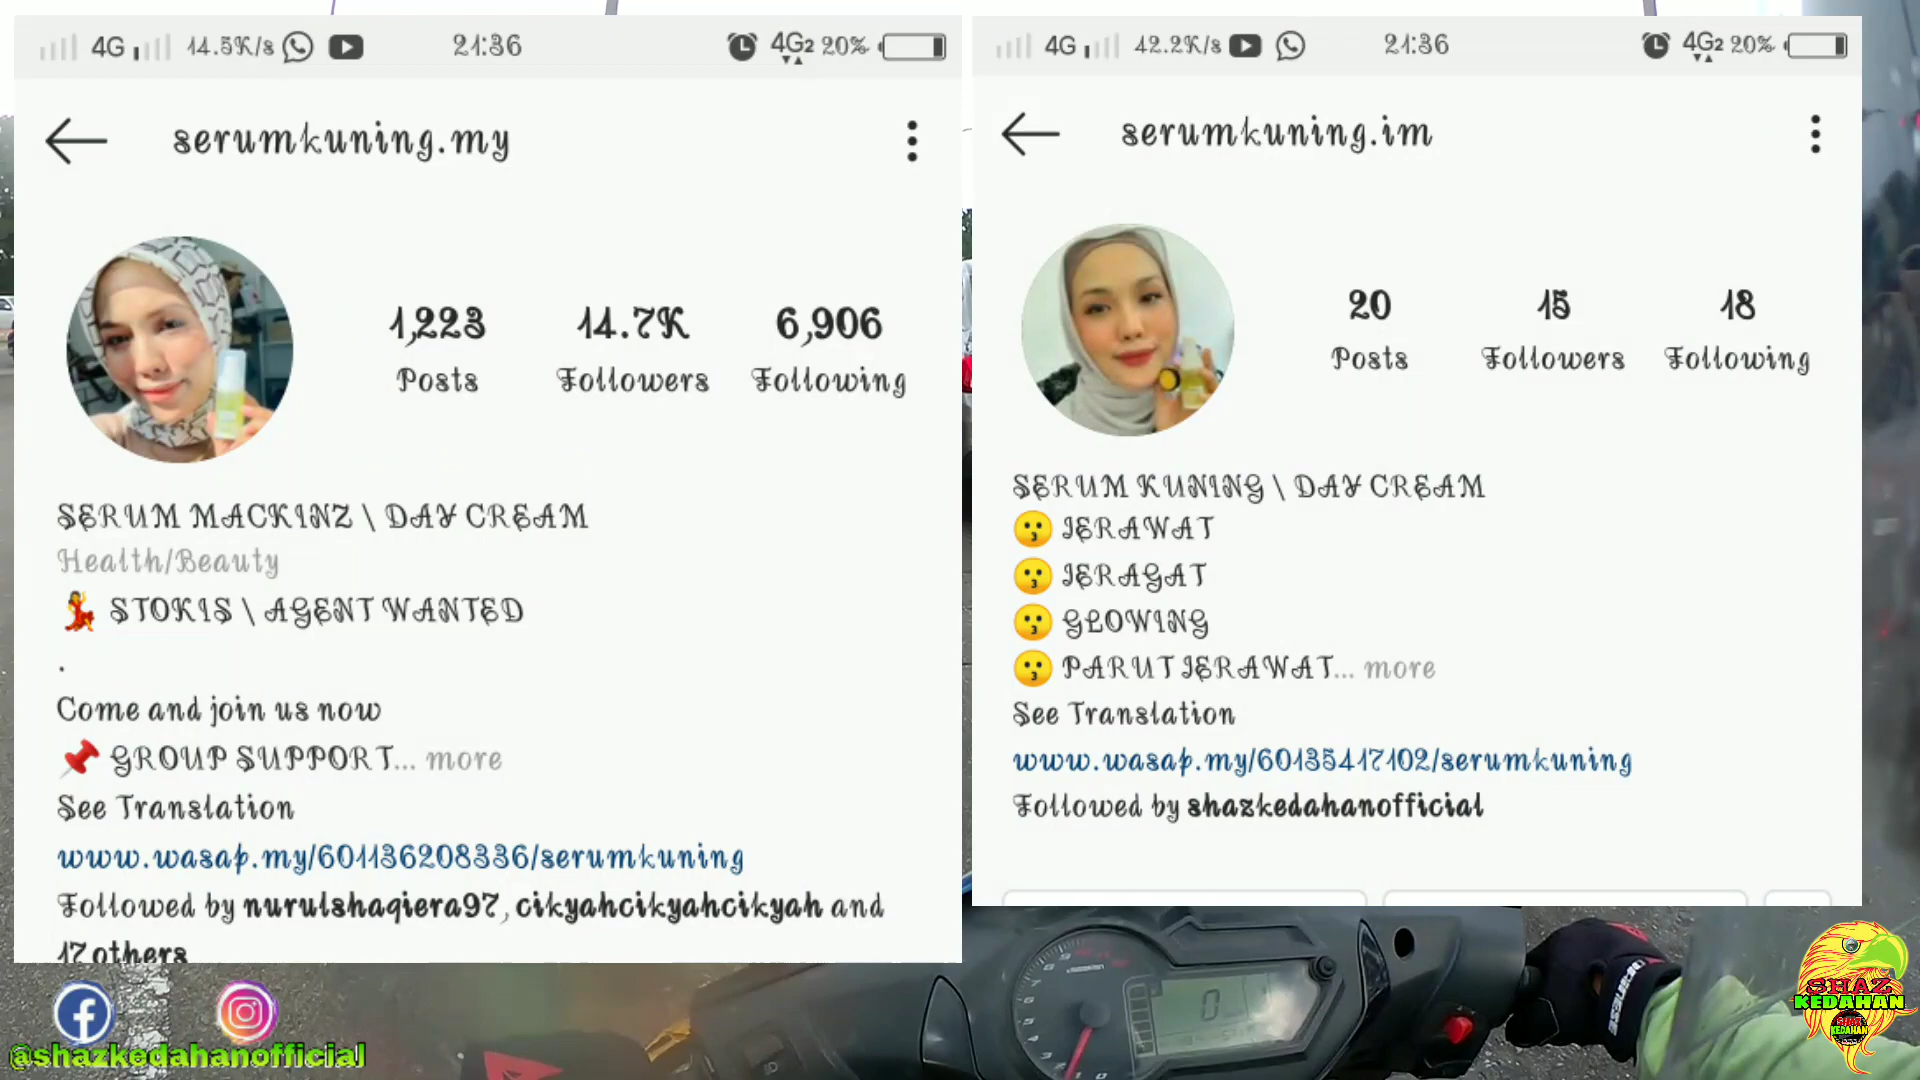 4G 14.5K/s 21:36 4G2 20%
serumkuning.my
1,223 14.7K 6,906
Posts Followers Following
SERUM MACKINZ \ DAY CREAM
Health/Beauty
STOKIS \ AGENT WANTED
.
Come and join us now
GROUP SUPPORT... more
See Translation
www.wasap.my/601136208336/serumkuning
Followed by nurulshaqiera97, cikyahcikyahcikyah and
17 others
4G 42.2K/s 21:36 4G2 20%
serumkuning.im
20 15 18
Posts Followers Following
SERUM KUNING \ DAY CREAM
JERAWAT
JERAGAT
GLOWING
PARUT JERAWAT... more
See Translation
www.wasap.my/60135417102/serumkuning
Followed by shazkedahanofficial
@shazkedahanofficial
SHAZ
KEDAHAN
SHAZ
KEDAHAN